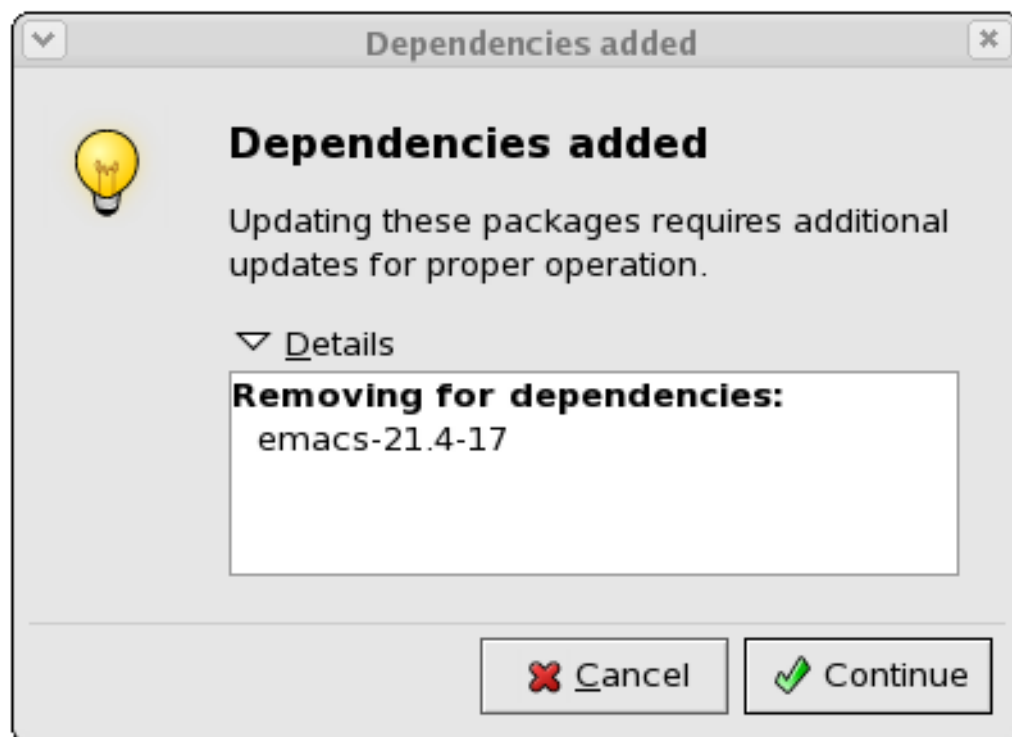 Dependencies added
Dependencies added
Updating these packages requires additional
updates for proper operation.
Details
Removing for dependencies:
emacs-21.4-17
Cancel
Continue